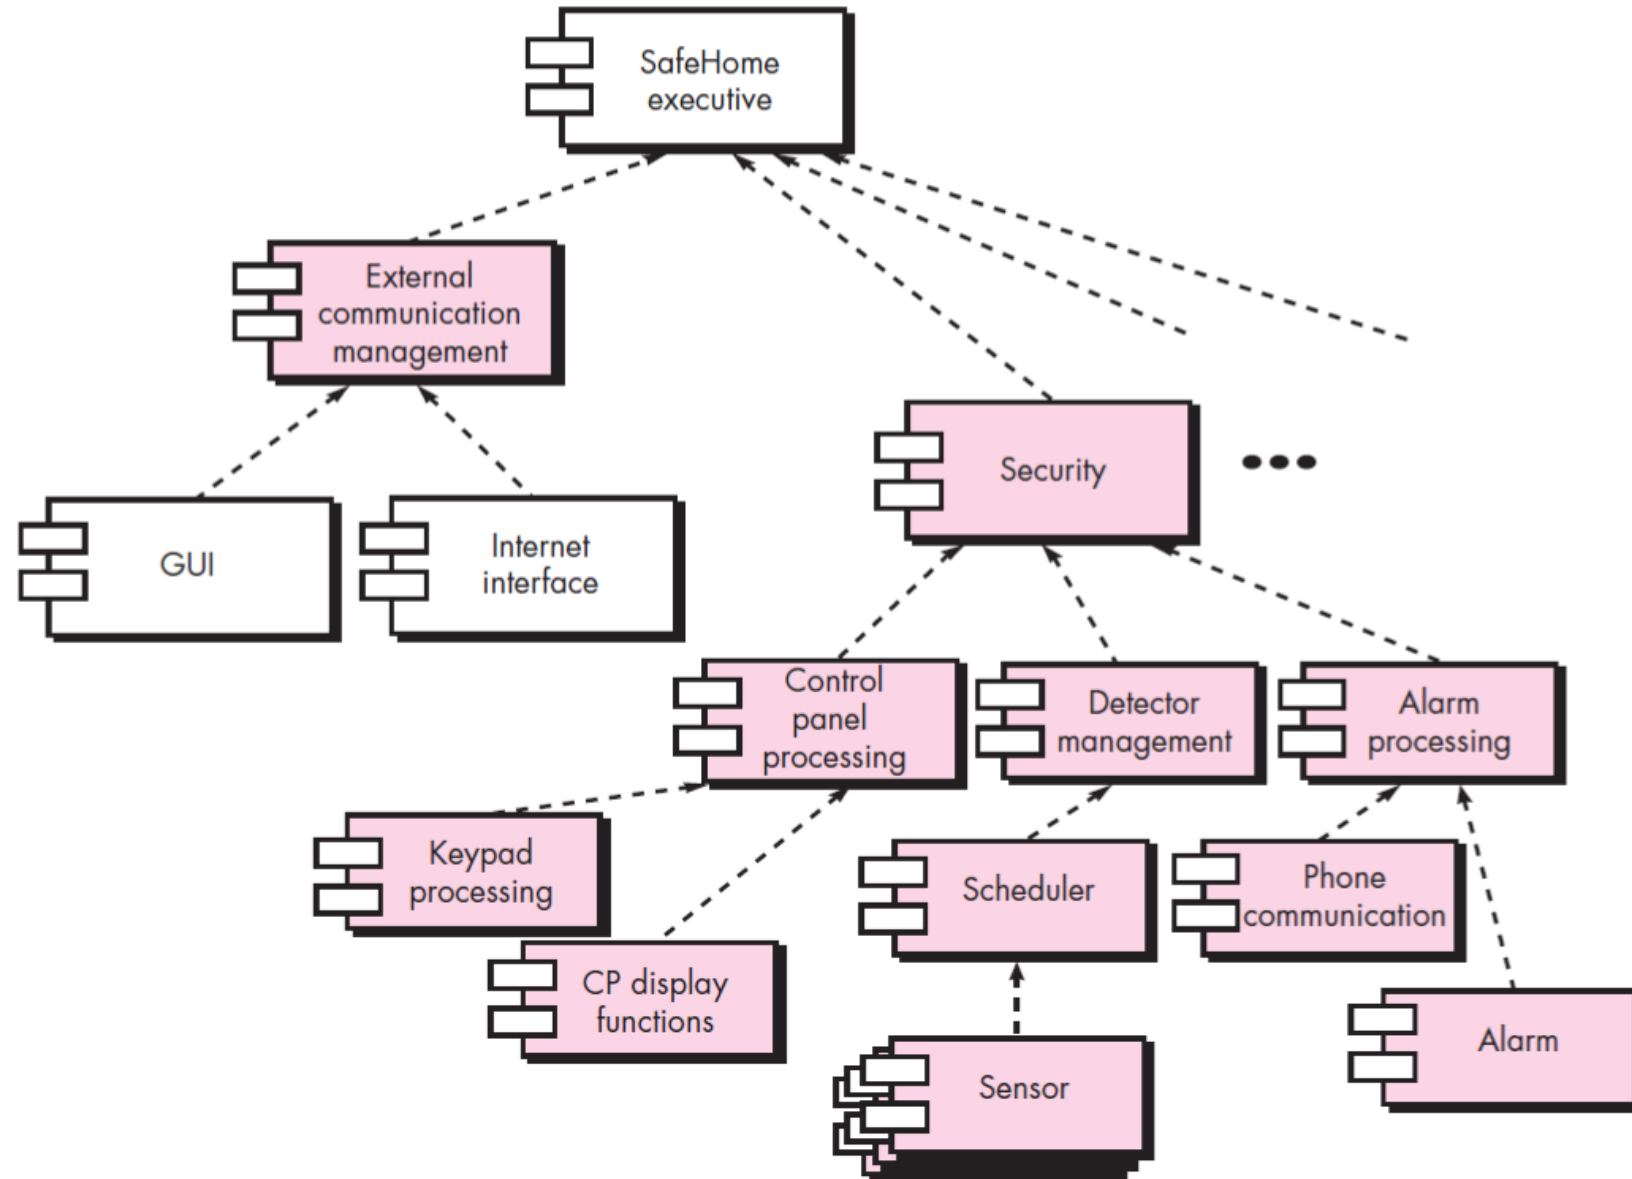 SafeHome
executive
External
communication
management
GUI
Internet
interface
Security
Control
panel
processing
Detector
management
Alarm
processing
Keypad
processing
CP display
functions
Scheduler
Phone
communication
Sensor
Alarm